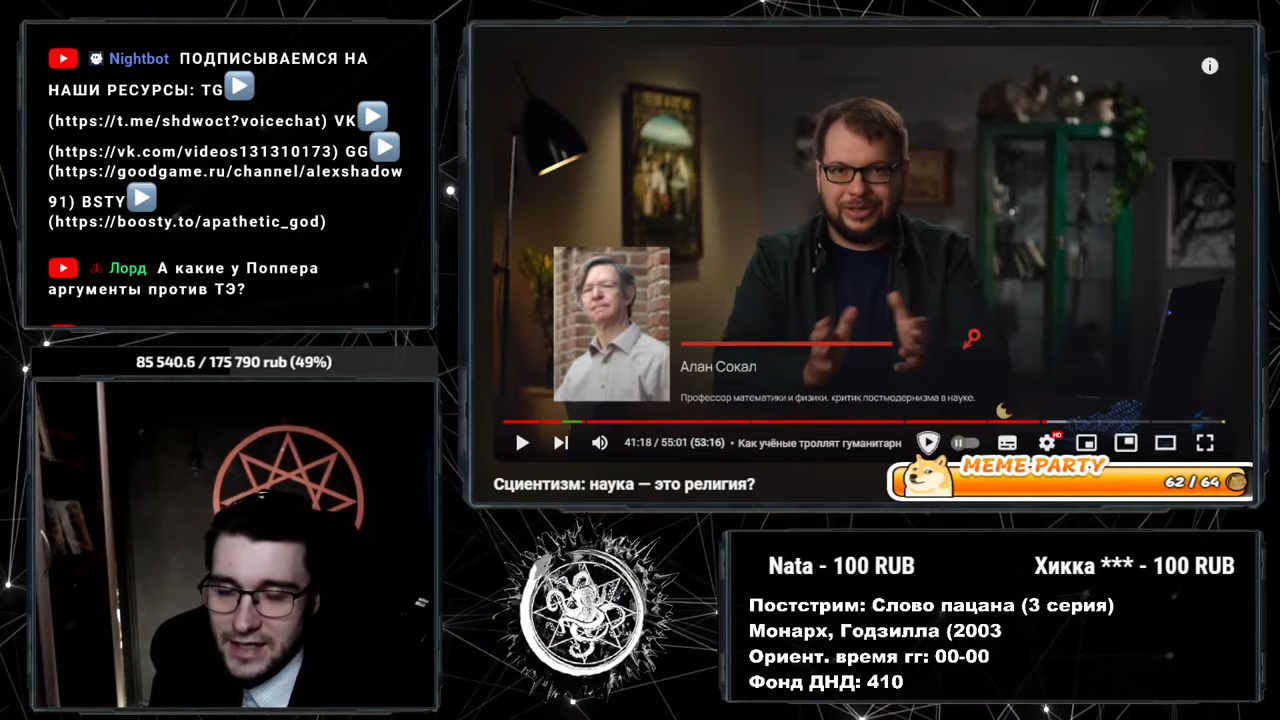 Nightbot ПОДПИСЫВАЕМСЯ НА
НАШИ РЕСУРСЫ: TG
(https://t.me/shdwoct?voicechat) VK
(https://vk.com/videos131310173) GG
(https://goodgame.ru/channel/alexshadow
91) BSTY
(https://boosty.to/apathetic_god)
Лорд А какие у Поппера
аргументы против ТЭ?
85 540.6 / 175 790 rub (49%)
Алан Сокал
Профессор математики и физики, критик постмодернизма в науке.
41:18 / 55:01 (53:16) • Как учёные троллят гуманитарн
HD
MEME PARTY
62 / 64
Сциентизм: наука — это религия?
Nata - 100 RUB
Хикка *** - 100 RUB
Постстрим: Слово пацана (3 серия)
Монарх, Годзилла (2003
Ориент. время гг: 00-00
Фонд ДНД: 410